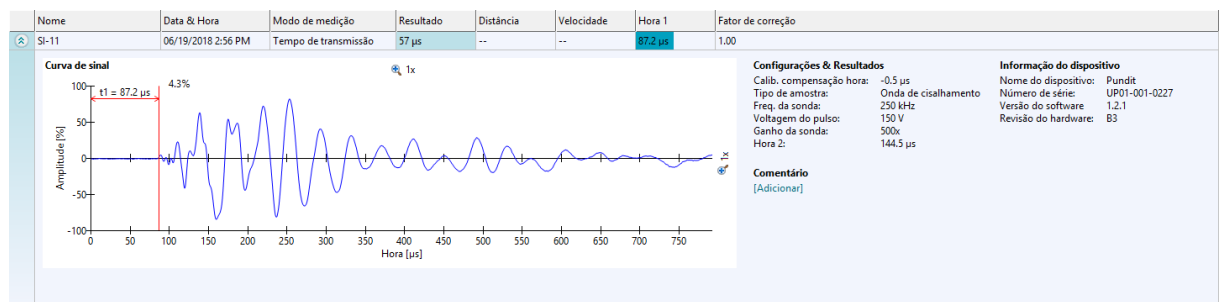 Nome Data & Hora Modo de medição Resultado Distância Velocidade Hora 1 Fator de correção
SI-11 06/19/2018 2:56 PM Tempo de transmissão 57 µs -- -- 87.2 µs 1.00
Curva de sinal
1x
t1 = 87.2 µs
4.3%
Amplitude [%]
100
50
0
-50
-100
0 50 100 150 200 250 300 350 400 450 500 550 600 650 700 750
Hora [µs]
1x
Configurações & Resultados
Calib. compensação hora: -0.5 µs
Tipo de amostra: Onda de cisalhamento
Freq. da sonda: 250 kHz
Voltagem do pulso: 150 V
Ganho da sonda: 500x
Hora 2: 144.5 µs
Comentário
[Adicionar]
Informação do dispositivo
Nome do dispositivo: Pundit
Número de série: UP01-001-0227
Versão do software 1.2.1
Revisão do hardware: B3